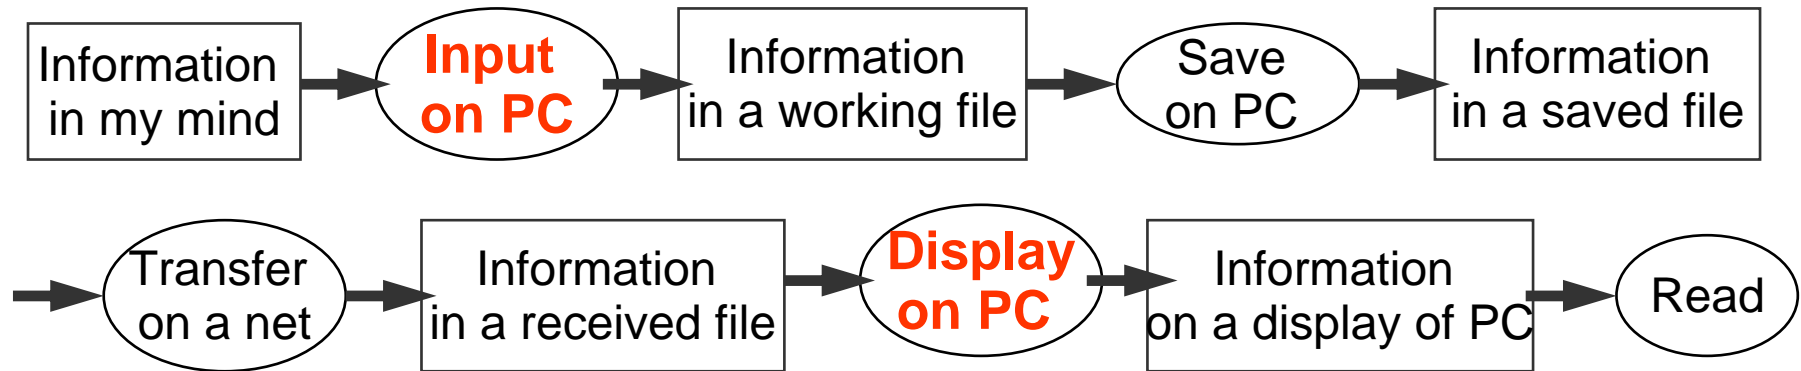 Information
in my mind
Input
on PC
Information
in a working file
Save
on PC
Information
in a saved file
Transfer
on a net
Information
in a received file
Display
on PC
Information
on a display of PC
Read